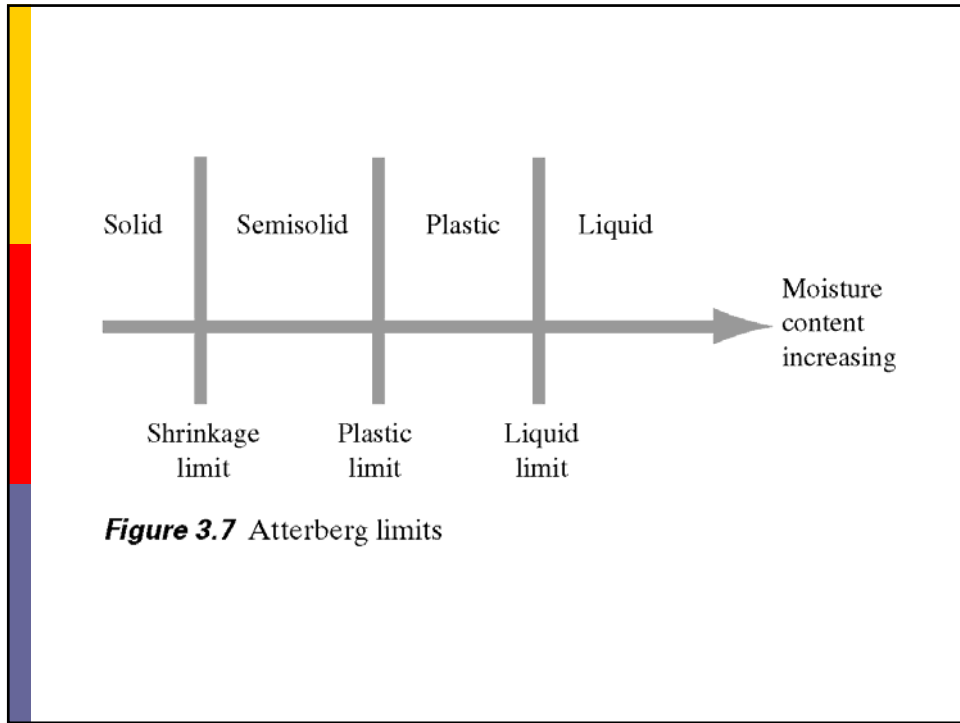 Solid
Semisolid
Plastic
Liquid
Moisture
content
increasing
Shrinkage
limit
Plastic
limit
Liquid
limit
Figure 3.7 Atterberg limits